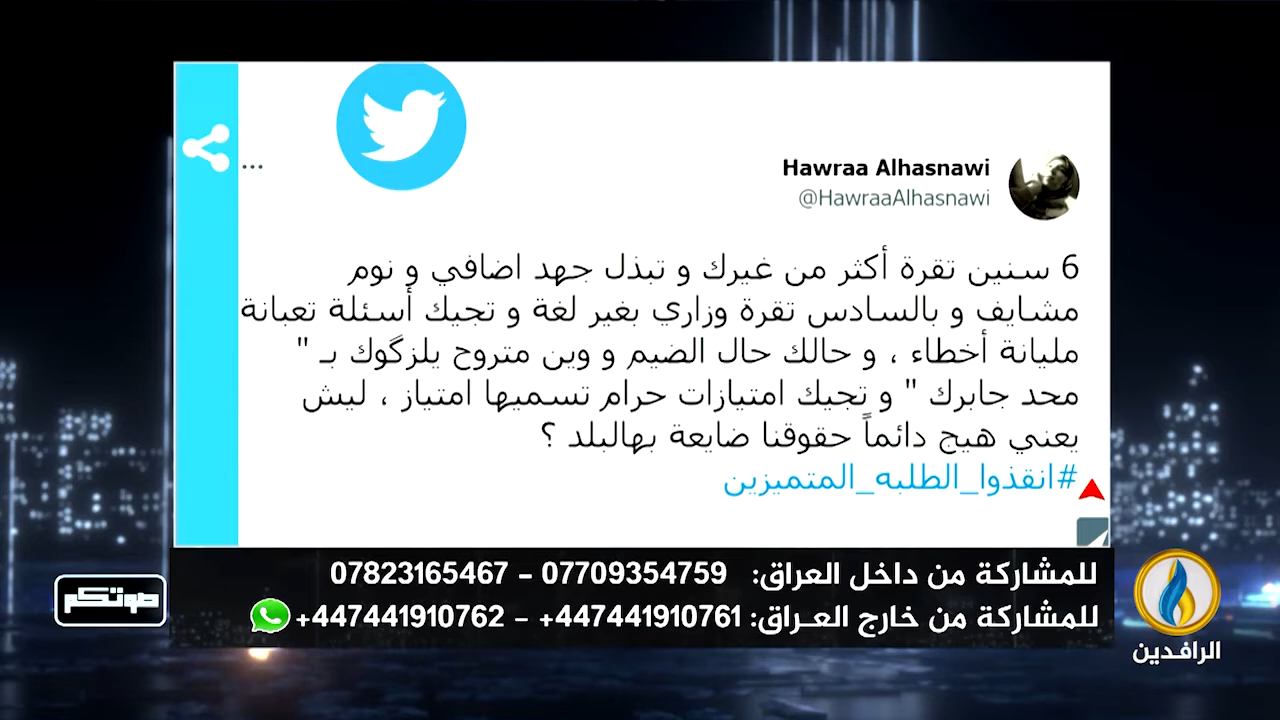 ...
Hawraa Alhasnawi
@HawraaAlhasnawi
6 سنين تقرة أكثر من غيرك و تبذل جهد اضافي و نوم
مشايف و بالسادس تقرة وزاري بغير لغة و تجيك أسئلة تعبانة
مليانة أخطاء ، و حالك حال الضيم و وين متروح يلزگوك بـ "
محد جابرك " و تجيك امتيازات حرام تسميها امتياز ، ليش
يعني هيج دائماً حقوقنا ضايعة بهالبلد ؟
#انقذوا_الطلبه_المتميزين
للمشاركة من داخل العراق: 07709354759 - 07823165467
للمشاركة من خارج العـراق: 447441910761+ - 447441910762+
صوتكم
الرافدين